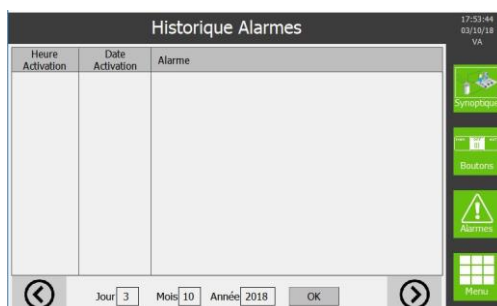 Historique Alarmes
17:53:44
03/10/18
VA
Heure
Activation
Date
Activation
Alarme
Synoptique
Boutons
Alarmes
Menu
Jour 3 Mois 10 Année 2018 OK